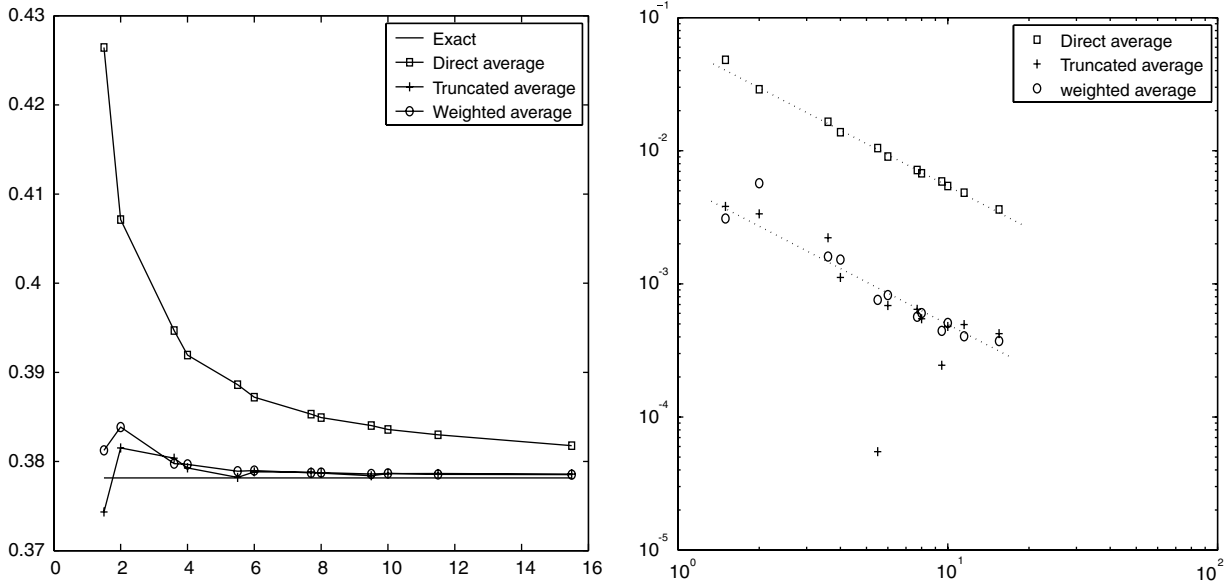 0.43
0.42
0.41
0.4
0.39
0.38
0.37
0 2 4 6 8 10 12 14 16
Exact
Direct average
Truncated average
Weighted average
10⁻¹
10⁻²
10⁻³
10⁻⁴
10⁻⁵
10⁰ 10¹ 10²
Direct average
Truncated average
weighted average